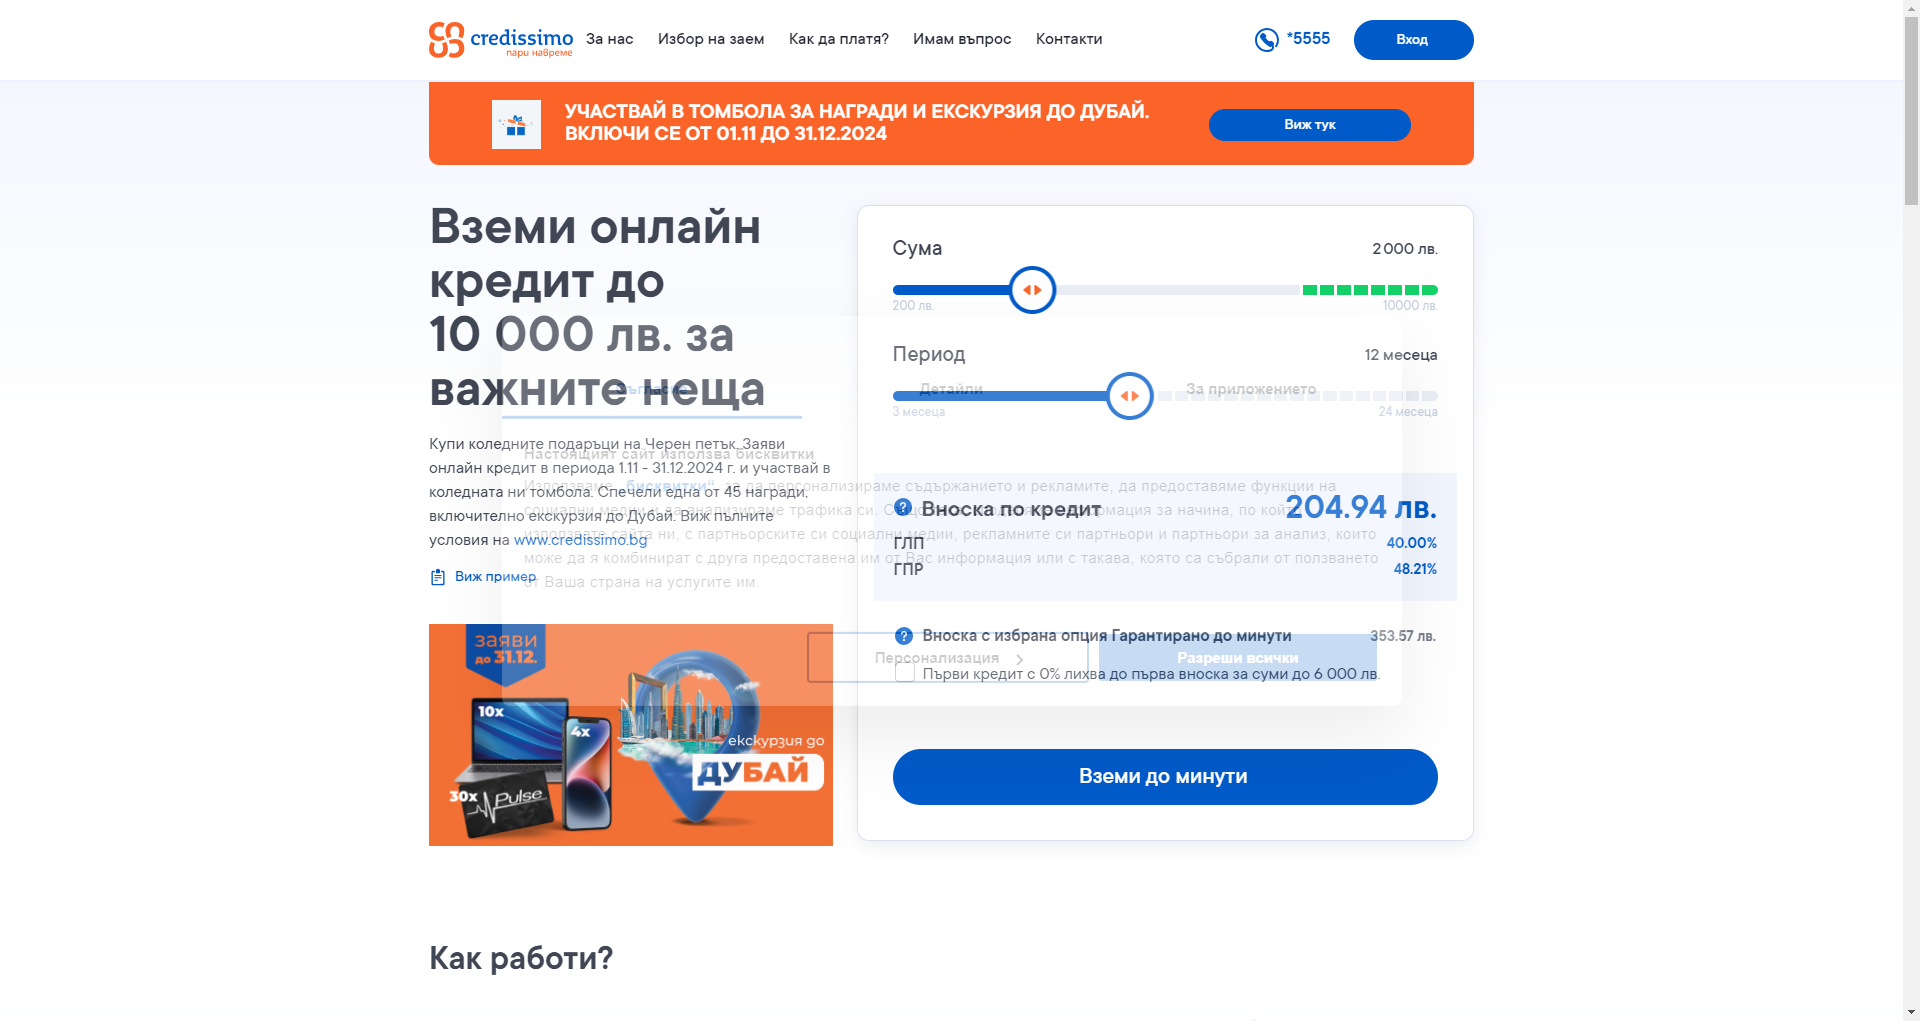 credissimo
пари навреме
За нас
Избор на заем
Как да платя?
Имам въпрос
Контакти
*5555
Вход
УЧАСТВАЙ В ТОМБОЛА ЗА НАГРАДИ И ЕКСКУРЗИЯ ДО ДУБАЙ.
ВКЛЮЧИ СЕ ОТ 01.11 ДО 31.12.2024
Виж тук
Вземи онлайн
кредит до
10 000 лв. за
важните неща
Купи коледните подаръци на Черен петък. Заяви
онлайн кредит в периода 1.11 - 31.12.2024 г. и участвай в
коледната ни томбола. Спечели една от 45 награди,
включително екскурзия до Дубай. Виж пълните
условия на www.credissimo.bg
Виж пример
заяви
до 31.12.
10x
4x
30x
Pulse
екскурзия до
ДУБАЙ
Сума
2 000 лв.
200 лв.
10000 лв.
Период
12 месеца
3 месеца
24 месеца
Вноска по кредит
204.94 лв.
ГЛП
40.00%
ГПР
48.21%
Вноска с избрана опция Гарантирано до минути
353.57 лв.
Първи кредит с 0% лихва до първа вноска за суми до 6 000 лв.
Вземи до минути
Детайли
За приложението
Настоящият сайт използва бисквитки
Използваме „бисквитки“, за да персонализираме съдържанието и рекламите, да предоставяме функции на
социални медии и да анализираме трафика си.
използвате сайта ни, с партньорските си социални медии, рекламните си партньори и партньори за анализ, които
може да я комбинират с друга предоставена им от Вас информация или с такава, която са събрали от ползването
от Ваша страна на услугите им.
Персонализация
Разреши всички
Как работи?